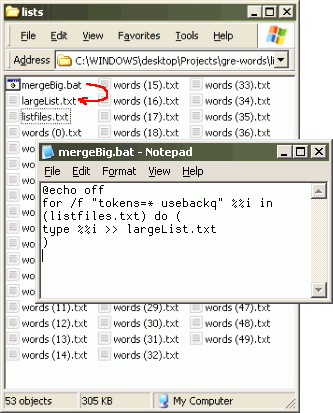 lists
File Edit View Favorites Tools
Address C:\WINDOWS\desktop\Projects\gre-words\li
mergeBig.bat words (15).txt words (33).txt
largeList.txt words (16).txt words (34).txt
listfiles.txt words (17).txt words (35).txt
words (0).txt words (18).txt words (36).txt
mergeBig.bat - Notepad
File Edit Format View Help
@echo off
for /f "tokens=* usebackq" %%i in
(listfiles.txt) do (
type %%i >> largeList.txt
)
words (11).txt words (29).txt words (47).txt
words (12).txt words (30).txt words (48).txt
words (13).txt words (31).txt words (49).txt
words (14).txt words (32).txt
53 objects 305 KB My Computer